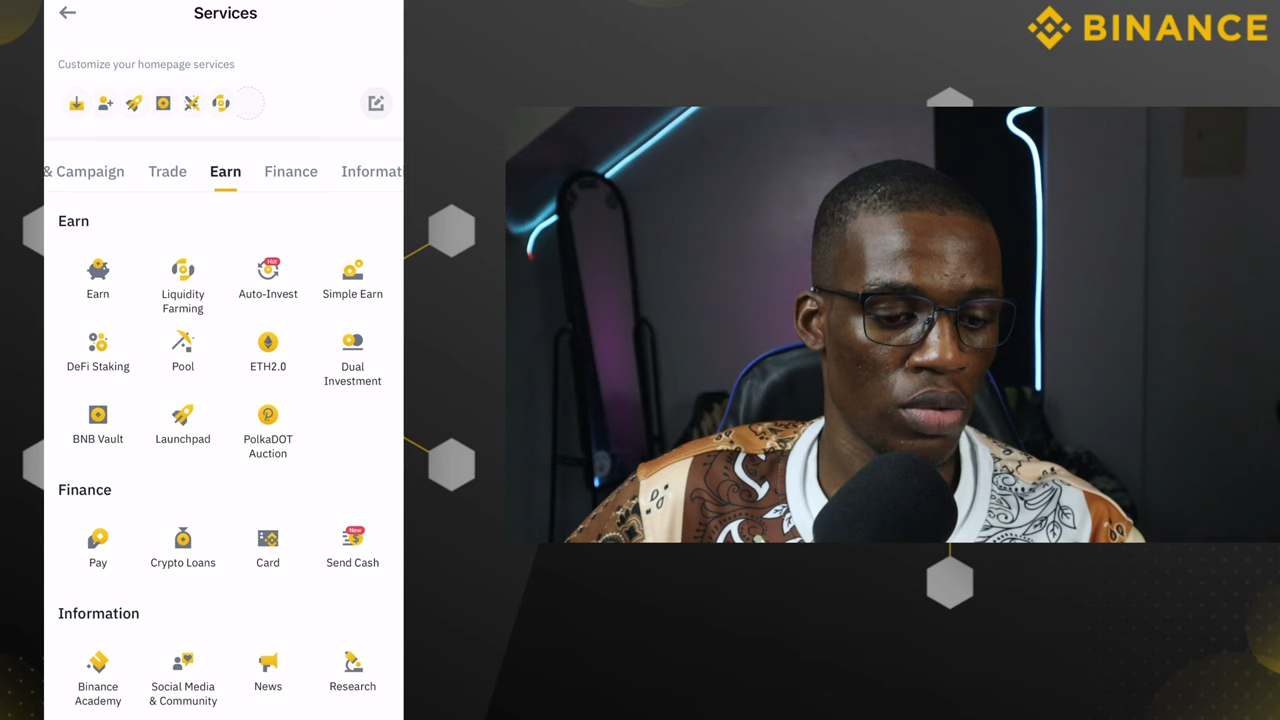 Services
BINANCE
Customize your homepage services
& Campaign Trade Earn Finance Informat
Earn
Hot
Earn
Liquidity
Farming
Auto-Invest
Simple Earn
DeFi Staking
Pool
ETH2.0
Dual
Investment
BNB Vault
Launchpad
PolkaDOT
Auction
Finance
New
Pay
Crypto Loans
Card
Send Cash
Information
Binance
Academy
Social Media
& Community
News
Research